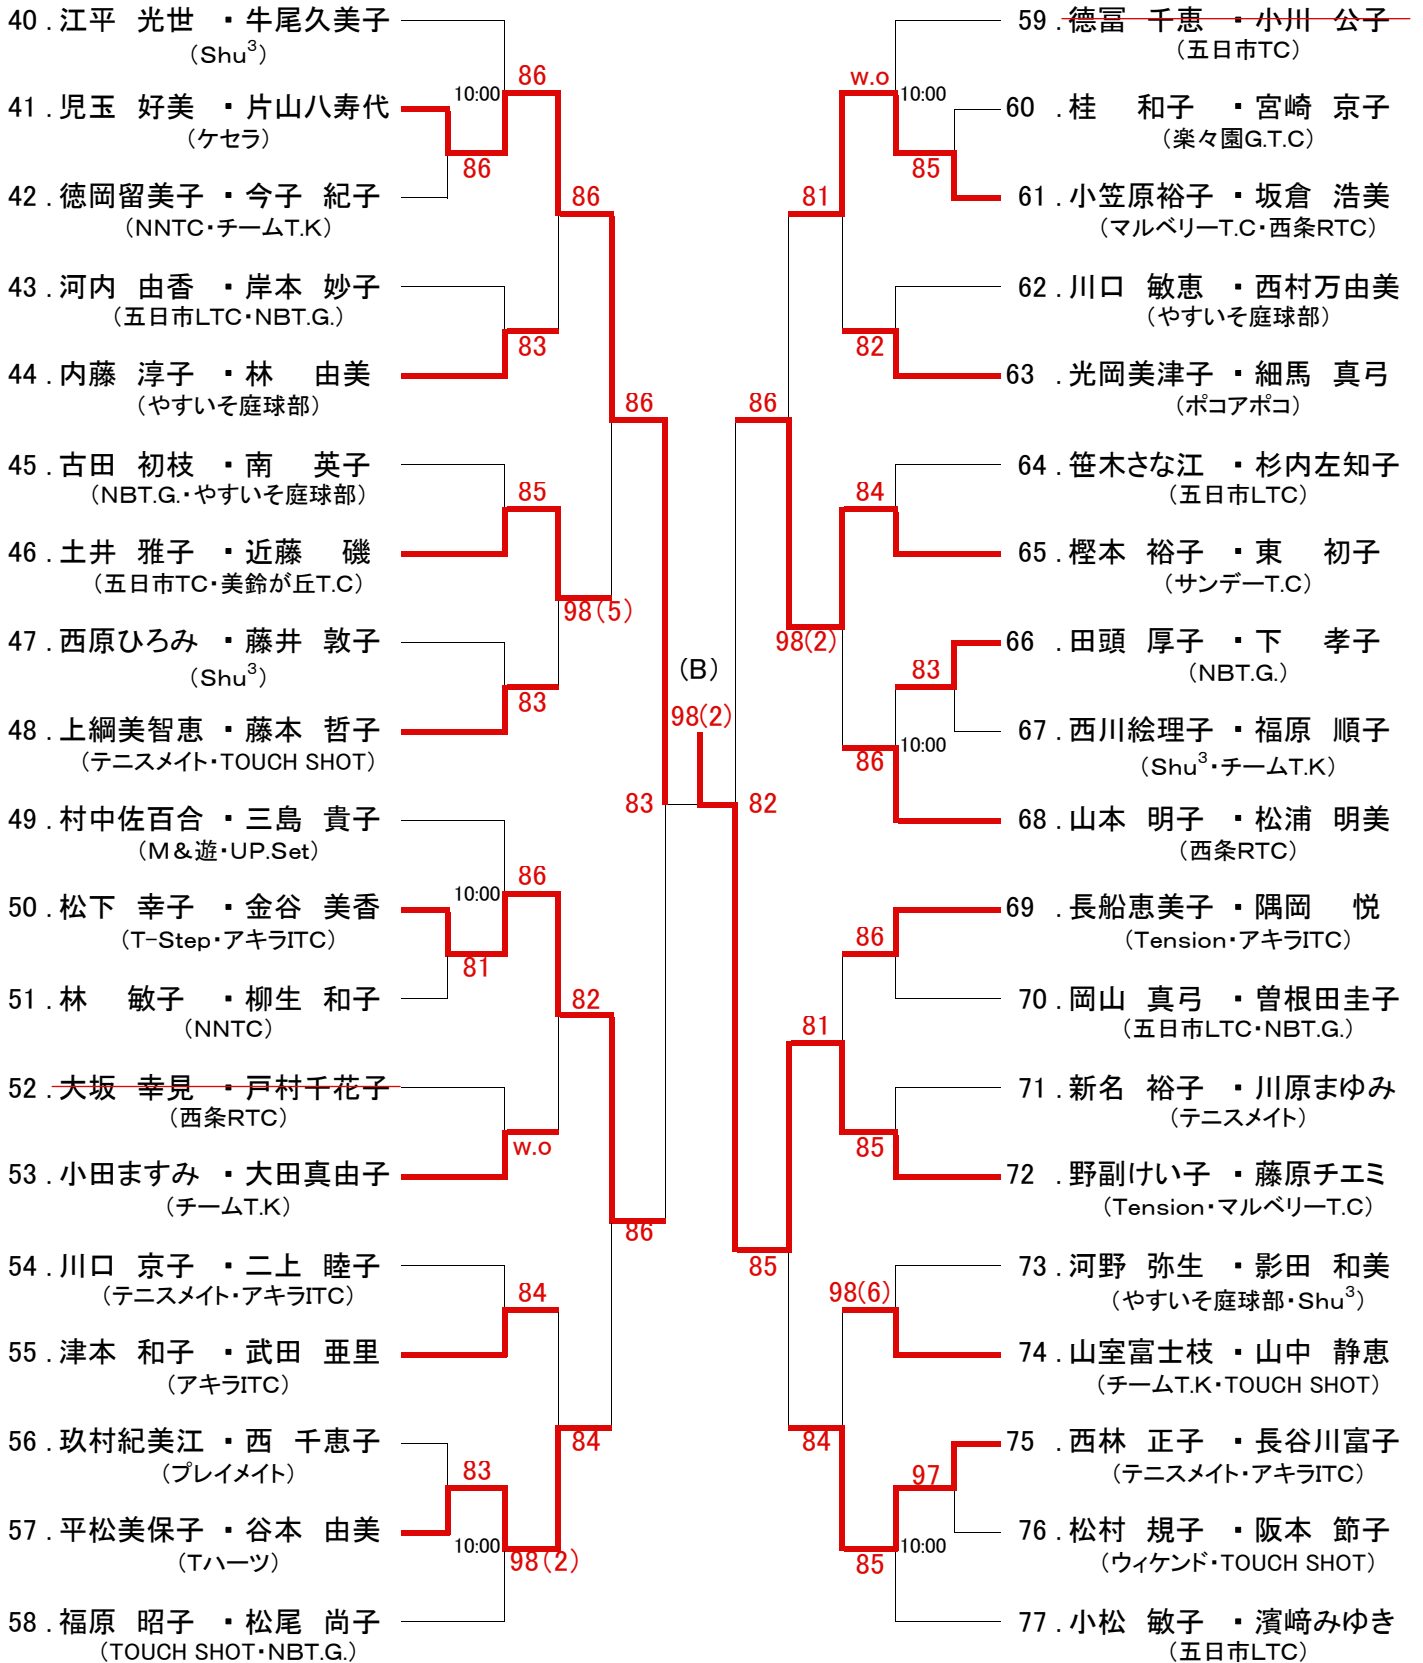 40 . 江平 光世 ・ 牛尾久美子
(Shu³)
86
10:00
41 . 児玉 好美 ・ 片山八寿代
(ケセラ)
86
42 . 徳岡留美子 ・ 今子 紀子
(NNTC・チームT.K)
86
43 . 河内 由香 ・ 岸本 妙子
(五日市LTC・NBT.G.)
83
44 . 内藤 淳子 ・ 林 由美
(やすいそ庭球部)
86
45 . 古田 初枝 ・ 南 英子
(NBT.G.・やすいそ庭球部)
85
46 . 土井 雅子 ・ 近藤 磯
(五日市TC・美鈴が丘T.C)
98(5)
47 . 西原ひろみ ・ 藤井 敦子
(Shu³)
83
48 . 上綱美智恵 ・ 藤本 哲子
(テニスメイト・TOUCH SHOT)
83
49 . 村中佐百合 ・ 三島 貴子
(M&遊・UP.Set)
86
10:00
50 . 松下 幸子 ・ 金谷 美香
(T-Step・アキラITC)
81
51 . 林 敏子 ・ 柳生 和子
(NNTC)
82
52 . 大坂 幸見 ・ 戸村千花子
(西条RTC)
w.o
53 . 小田ますみ ・ 大田真由子
(チームT.K)
86
54 . 川口 京子 ・ 二上 睦子
(テニスメイト・アキラITC)
84
55 . 津本 和子 ・ 武田 亜里
(アキラITC)
84
56 . 玖村紀美江 ・ 西 千恵子
(プレイメイト)
83
57 . 平松美保子 ・ 谷本 由美
(Tハーツ)
10:00
98(2)
58 . 福原 昭子 ・ 松尾 尚子
(TOUCH SHOT・NBT.G.)
(B)
98(2)
59 . 德冨 千恵 ・ 小川 公子
(五日市TC)
w.o
10:00
60 . 桂 和子 ・ 宮崎 京子
(楽々園G.T.C)
85
61 . 小笠原裕子 ・ 坂倉 浩美
(マルベリーT.C・西条RTC)
81
62 . 川口 敏恵 ・ 西村万由美
(やすいそ庭球部)
82
63 . 光岡美津子 ・ 細馬 真弓
(ポコアポコ)
86
64 . 笹木さな江 ・ 杉内左知子
(五日市LTC)
84
65 . 樫本 裕子 ・ 東 初子
(サンデーT.C)
98(2)
66 . 田頭 厚子 ・ 下 孝子
(NBT.G.)
83
67 . 西川絵理子 ・ 福原 順子
(Shu³・チームT.K)
10:00
86
82
68 . 山本 明子 ・ 松浦 明美
(西条RTC)
69 . 長船恵美子 ・ 隅岡 悦
(Tension・アキラITC)
86
70 . 岡山 真弓 ・ 曽根田圭子
(五日市LTC・NBT.G.)
81
71 . 新名 裕子 ・ 川原まゆみ
(テニスメイト)
85
72 . 野副けい子 ・ 藤原チエミ
(Tension・マルベリーT.C)
85
73 . 河野 弥生 ・ 影田 和美
(やすいそ庭球部・Shu³)
98(6)
74 . 山室富士枝 ・ 山中 静恵
(チームT.K・TOUCH SHOT)
84
75 . 西林 正子 ・ 長谷川富子
(テニスメイト・アキラITC)
97
76 . 松村 規子 ・ 阪本 節子
(ウィケンド・TOUCH SHOT)
10:00
85
77 . 小松 敏子 ・ 濱﨑みゆき
(五日市LTC)